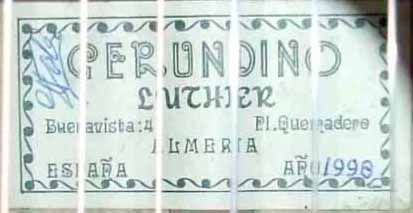 GERUNDINO
LUTHIER
Buenavista:4 Pl.Quemadero
ALMERIA
ESPAÑA AÑO 1998